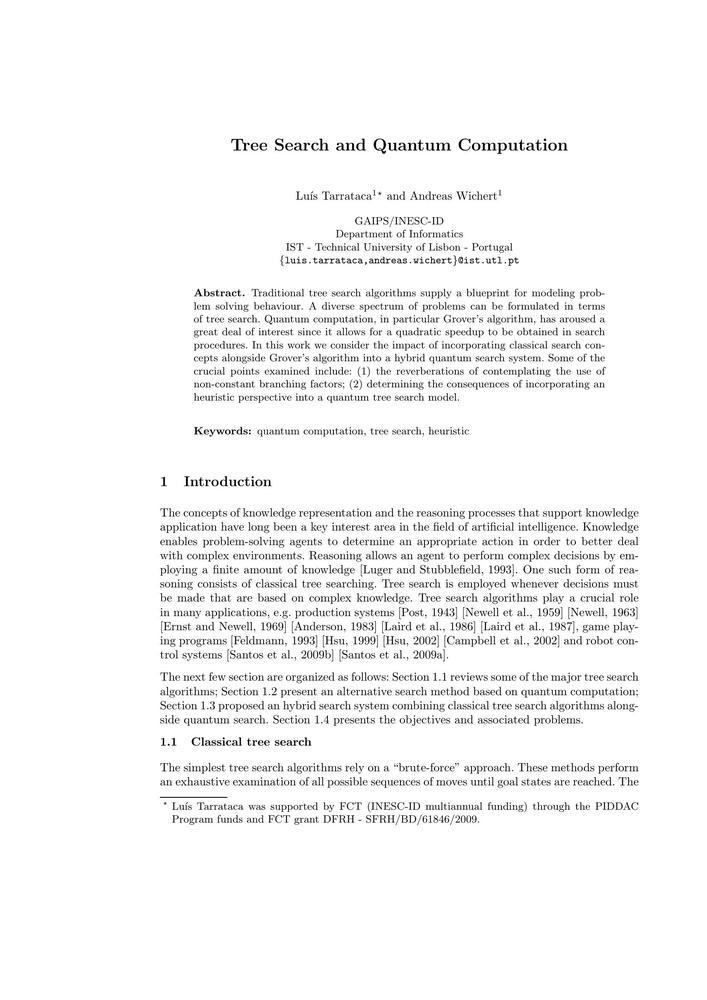 Tree Search and Quantum Computation
Luís Tarrataca1⋆ and Andreas Wichert1
GAIPS/INESC-ID
Department of Informatics
IST - Technical University of Lisbon - Portugal
{luis.tarrataca,andreas.wichert}@ist.utl.pt
Abstract. Traditional tree search algorithms supply a blueprint for modeling prob-
lem solving behaviour. A diverse spectrum of problems can be formulated in terms
of tree search. Quantum computation, in particular Grover’s algorithm, has aroused a
great deal of interest since it allows for a quadratic speedup to be obtained in search
procedures. In this work we consider the impact of incorporating classical search con-
cepts alongside Grover’s algorithm into a hybrid quantum search system. Some of the
crucial points examined include: (1) the reverberations of contemplating the use of
non-constant branching factors; (2) determining the consequences of incorporating an
heuristic perspective into a quantum tree search model.
Keywords: quantum computation, tree search, heuristic
1 Introduction
The concepts of knowledge representation and the reasoning processes that support knowledge
application have long been a key interest area in the field of artificial intelligence. Knowledge
enables problem-solving agents to determine an appropriate action in order to better deal
with complex environments. Reasoning allows an agent to perform complex decisions by em-
ploying a finite amount of knowledge [Luger and Stubblefield, 1993]. One such form of rea-
soning consists of classical tree searching. Tree search is employed whenever decisions must
be made that are based on complex knowledge. Tree search algorithms play a crucial role
in many applications, e.g. production systems [Post, 1943] [Newell et al., 1959] [Newell, 1963]
[Ernst and Newell, 1969] [Anderson, 1983] [Laird et al., 1986] [Laird et al., 1987], game play-
ing programs [Feldmann, 1993] [Hsu, 1999] [Hsu, 2002] [Campbell et al., 2002] and robot con-
trol systems [Santos et al., 2009b] [Santos et al., 2009a].
The next few section are organized as follows: Section 1.1 reviews some of the major tree search
algorithms; Section 1.2 present an alternative search method based on quantum computation;
Section 1.3 proposed an hybrid search system combining classical tree search algorithms along-
side quantum search. Section 1.4 presents the objectives and associated problems.
1.1 Classical tree search
The simplest tree search algorithms rely on a “brute-force” approach. These methods perform
an exhaustive examination of all possible sequences of moves until goal states are reached. The
⋆ Luís Tarrataca was supported by FCT (INESC-ID multiannual funding) through the PIDDAC
Program funds and FCT grant DFRH - SFRH/BD/61846/2009.